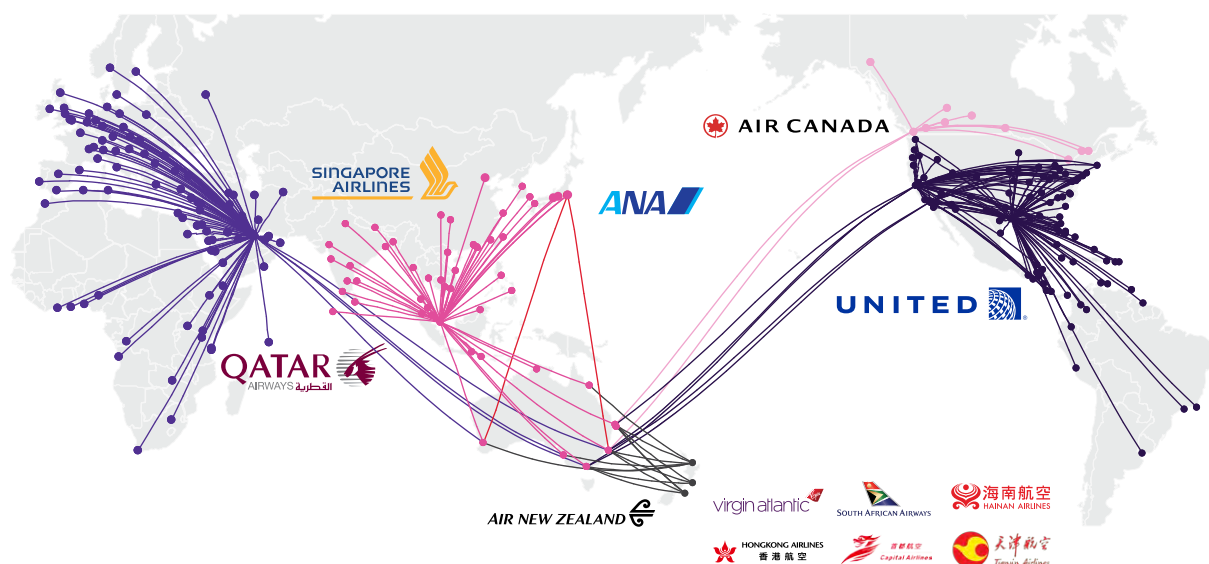 AIR CANADA
SINGAPORE
AIRLINES
ANA
UNITED
®
QATAR
AIRWAYS القطرية
AIR NEW ZEALAND
virgin atlantic
SOUTH AFRICAN AIRWAYS
海南航空
HAINAN AIRLINES
HONGKONG AIRLINES
香港航空
首都航空
Capital Airlines
天津航空
Tianjin Airlines